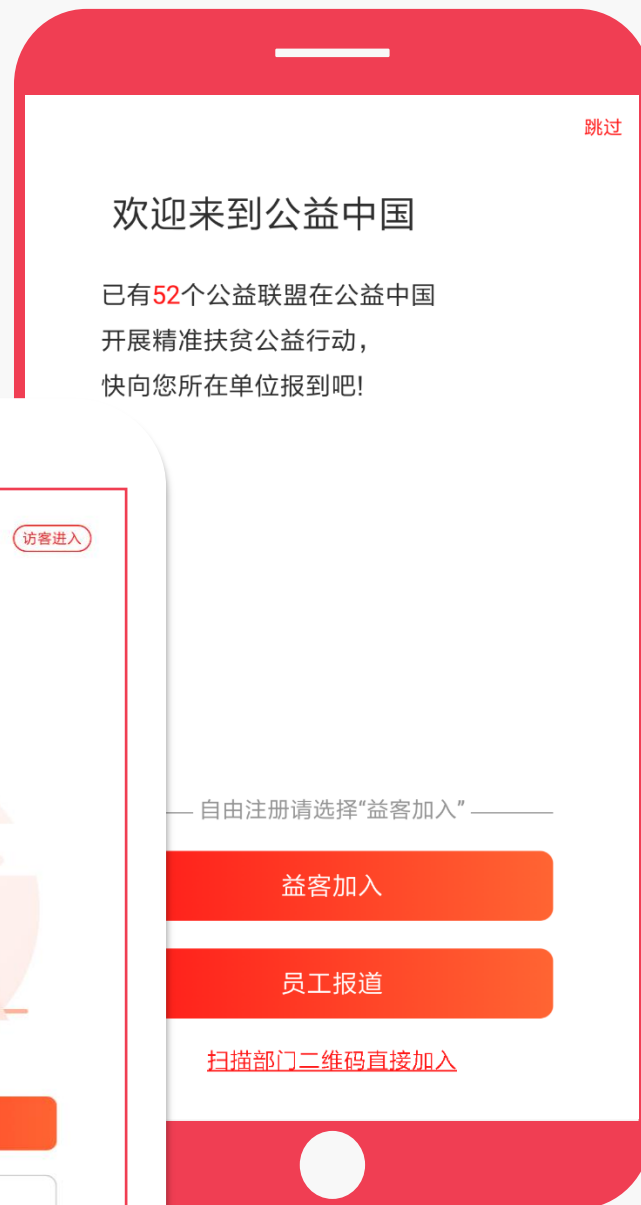 跳过
欢迎来到公益中国
已有52个公益联盟在公益中国
开展精准扶贫公益行动，
快向您所在单位报到吧!
访客进入
自由注册请选择“益客加入”
益客加入
员工报道
扫描部门二维码直接加入